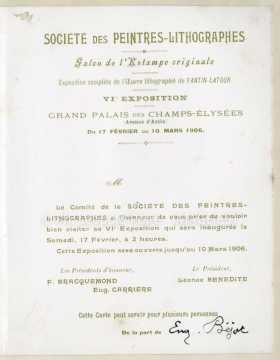 SOCIÉTÉ DES PEINTRES-LITHOGRAPHES
Salon de l'Estampe originale
Exposition complète de l'Œuvre lithographié de FANTIN-LATOUR
VIe EXPOSITION
GRAND PALAIS DES CHAMPS-ÉLYSÉES
Avenue d'Antin
Du 17 FÉVRIER au 10 MARS 1906.
M
Le Comité de la SOCIÉTÉ DES PEINTRES-
LITHOGRAPHES a l'honneur de vous prier de vouloir
bien visiter sa VIe Exposition qui sera inaugurée le
Samedi, 17 Février, à 2 heures.
Cette Exposition sera ouverte jusqu'au 10 Mars 1906.
Les Présidents d'honneur,
Le Président,
F. BRACQUEMOND
Léonce BENEDITE
Eug. CARRIÈRE
Cette Carte peut servir pour plusieurs personnes
De la part de Eug. Béjot